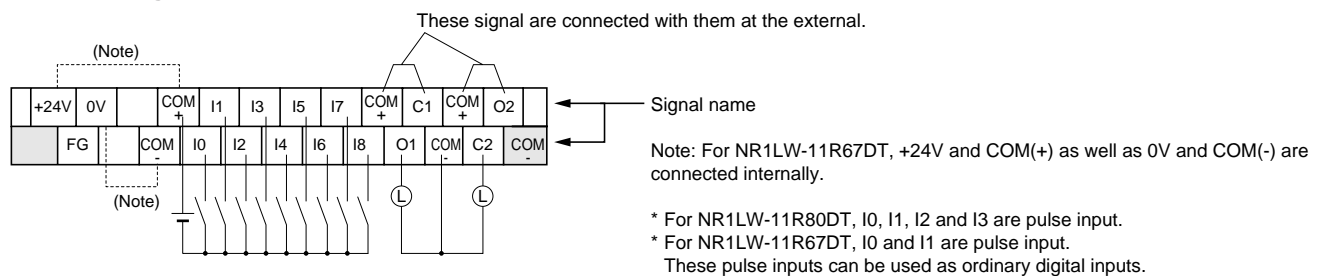 These signal are connected with them at the external.
(Note)
+24V 0V COM + I1 I3 I5 I7 COM + C1 COM + O2
Signal name
FG COM - I0 I2 I4 I6 I8 O1 COM - C2 COM -
Note: For NR1LW-11R67DT, +24V and COM(+) as well as 0V and COM(-) are
connected internally.
(Note)
L L
* For NR1LW-11R80DT, I0, I1, I2 and I3 are pulse input.
* For NR1LW-11R67DT, I0 and I1 are pulse input.
These pulse inputs can be used as ordinary digital inputs.